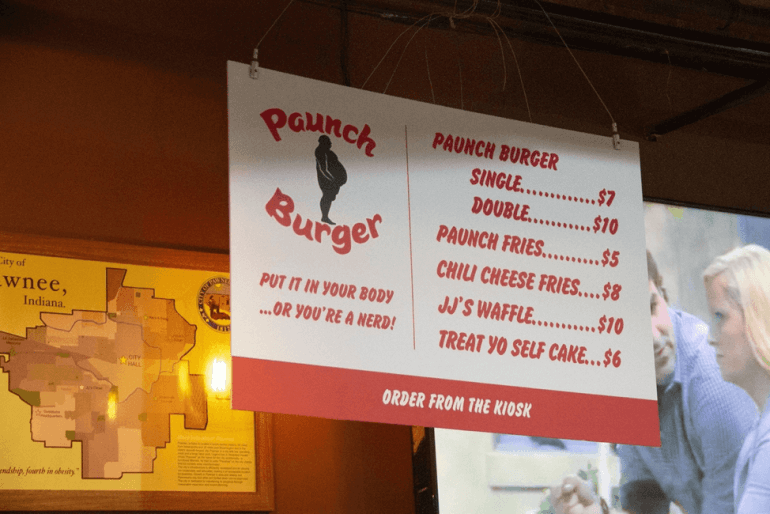 Paunch
Burger
PUT IT IN YOUR BODY
...OR YOU'RE A NERD!
PAUNCH BURGER
SINGLE..............$7
DOUBLE............$10
PAUNCH FRIES..........$5
CHILI CHEESE FRIES....$8
JJ'S WAFFLE............$10
TREAT YO SELF CAKE...$6
ORDER FROM THE KIOSK
City of
wnee,
Indiana.
CITY
HALL
endship, fourth in obesity."